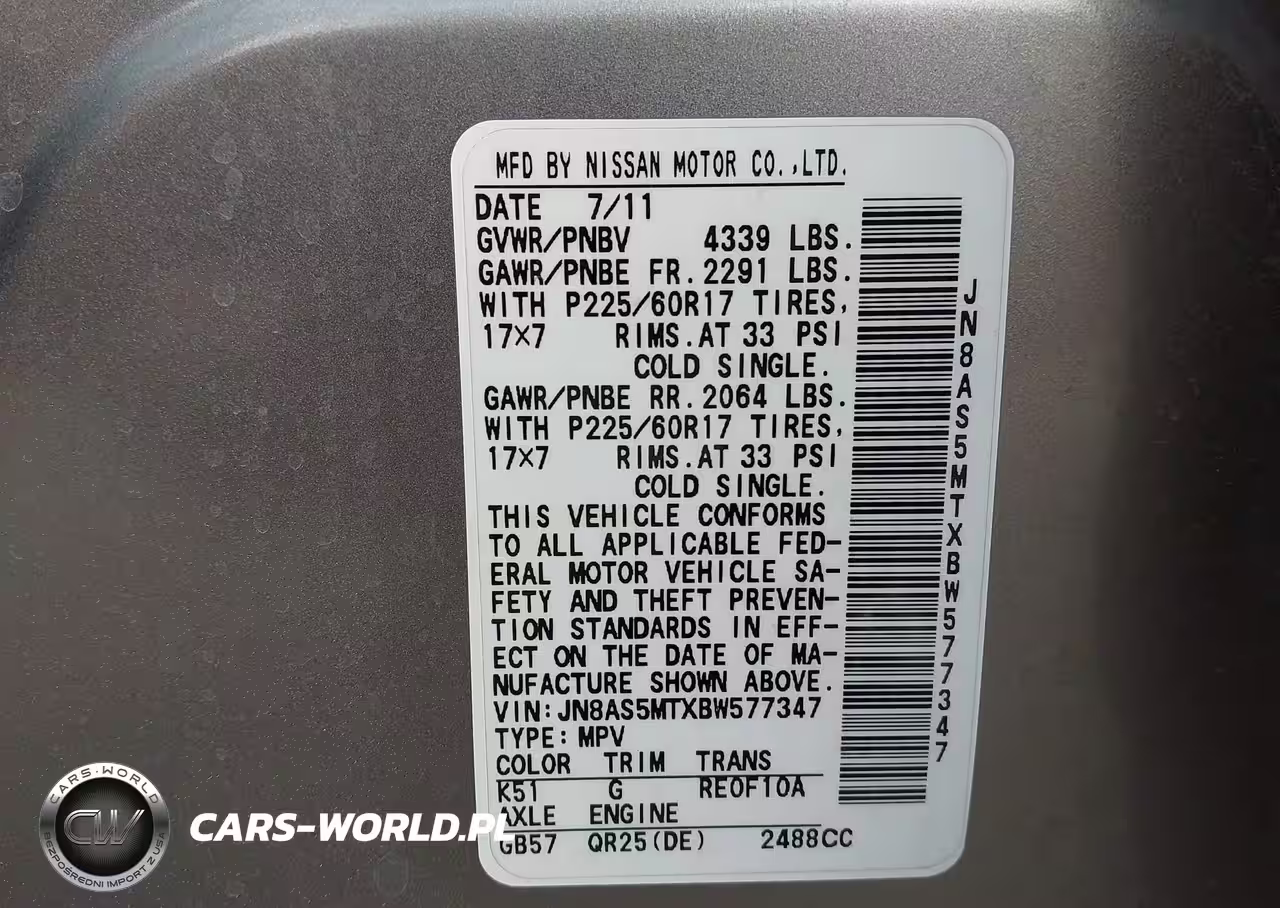 MFD BY NISSAN MOTOR CO.,LTD.
DATE 7/11
GVWR/PNBV 4339 LBS.
GAWR/PNBE FR.2291 LBS.
WITH P225/60R17 TIRES,
17×7 RIMS.AT 33 PSI
COLD SINGLE.
GAWR/PNBE RR.2064 LBS.
WITH P225/60R17 TIRES,
17×7 RIMS.AT 33 PSI
COLD SINGLE.
THIS VEHICLE CONFORMS
TO ALL APPLICABLE FED-
ERAL MOTOR VEHICLE SA-
FETY AND THEFT PREVEN-
TION STANDARDS IN EFF-
ECT ON THE DATE OF MA-
NUFACTURE SHOWN ABOVE.
VIN:JN8AS5MTXBW577347
TYPE:MPV
COLOR TRIM TRANS
K51 G RE0F10A
AXLE ENGINE
GB57 QR25(DE) 2488CC
JN8AS5MTXBW577347
CARS-WORLD
CW
BEZPOŚREDNI IMPORT Z USA
CARS-WORLD.PL